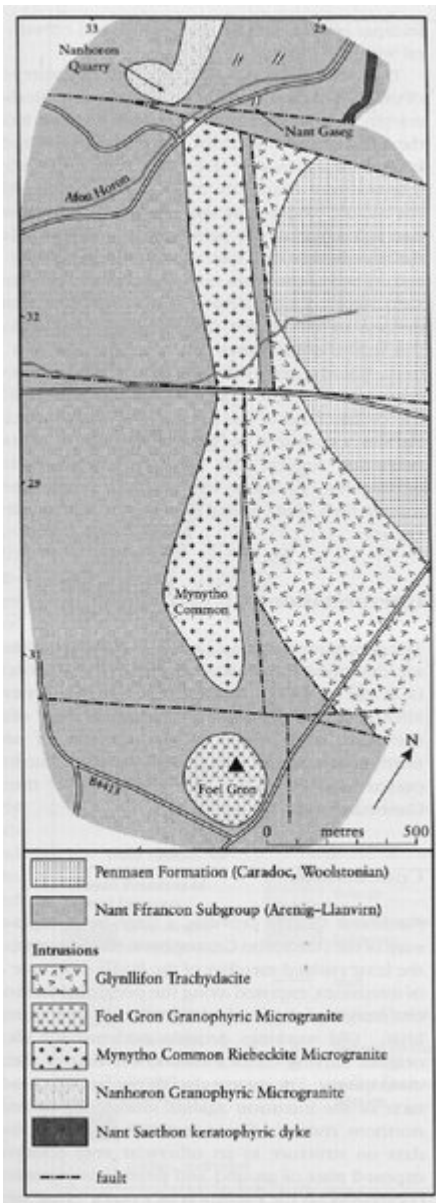 33
29
Nanhoron
Quarry
Nant Gaseg
Afon Horon
32
29
Mynytho
Common
31
N
Foel Gron
B4413
0 metres 500
Penmaen Formation (Caradoc, Woolstonian)
Nant Ffrancon Subgroup (Arenig–Llanvirn)
Intrusions
Glynllifon Trachydacite
Foel Gron Granophyric Microgranite
Mynytho Common Riebeckite Microgranite
Nanhoron Granophyric Microgranite
Nant Saethon keratophyric dyke
fault